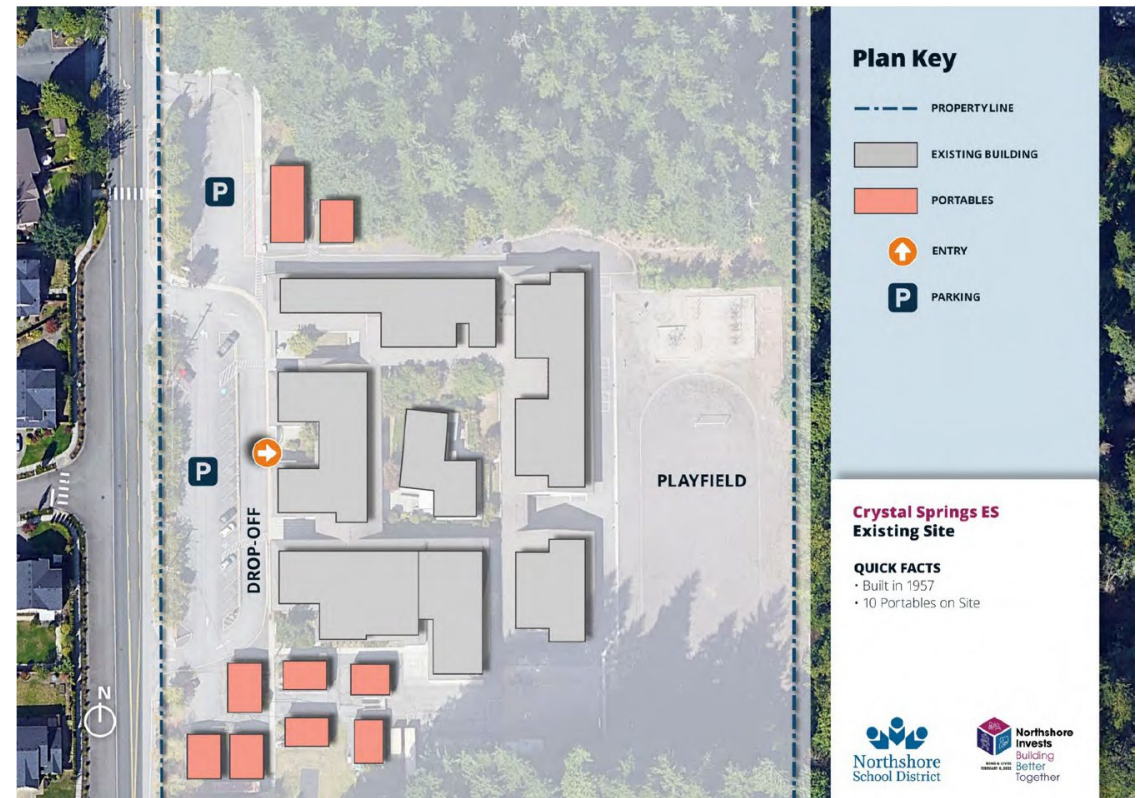 P
P
DROP-OFF
PLAYFIELD
N
Plan Key
PROPERTY LINE
EXISTING BUILDING
PORTABLES
ENTRY
P PARKING
Crystal Springs ES
Existing Site
QUICK FACTS
• Built in 1957
• 10 Portables on Site
Northshore
School District
Northshore
Invests
Building
Better
Together